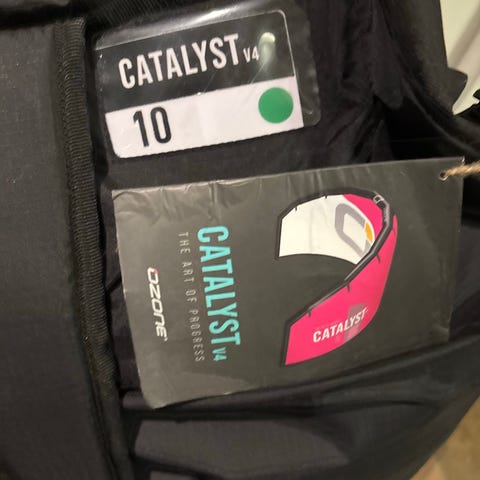 CATALYST V4
10
CATALYST V4
THE ART OF PROGRESS
OZONE
CATALYST